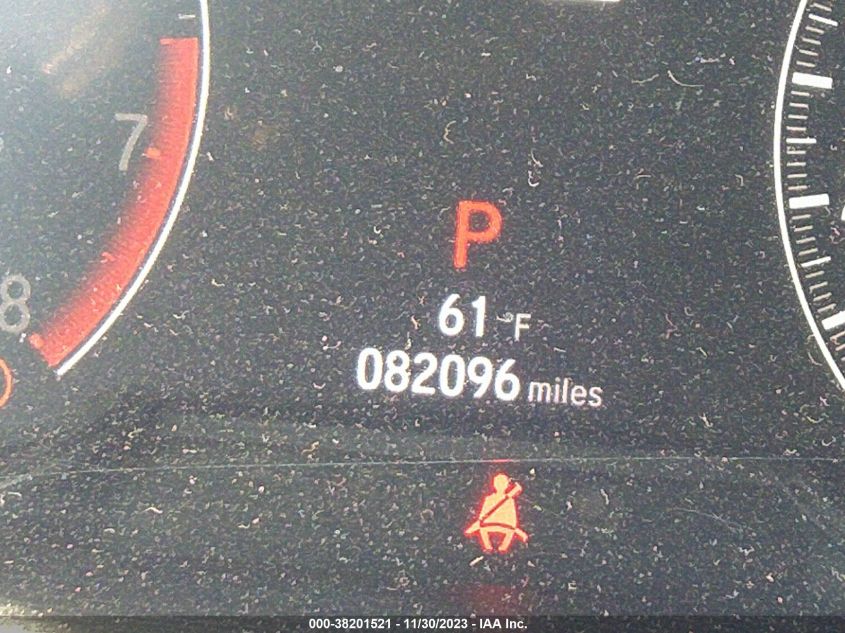 7
8
P
61 °F
082096 miles
000-38201521 - 11/30/2023 - IAA Inc.